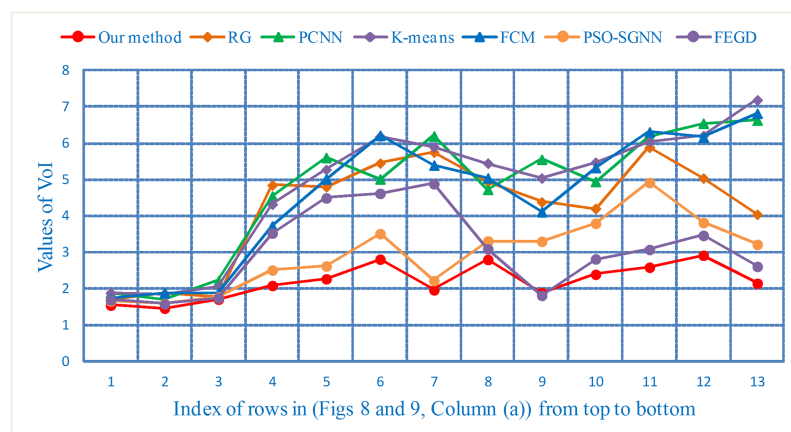 Our method RG PCNN K-means FCM PSO-SGNN FEGD
8
7
6
5
4
3
2
1
0
Values of VoI
1 2 3 4 5 6 7 8 9 10 11 12 13
Index of rows in (Figs 8 and 9, Column (a)) from top to bottom